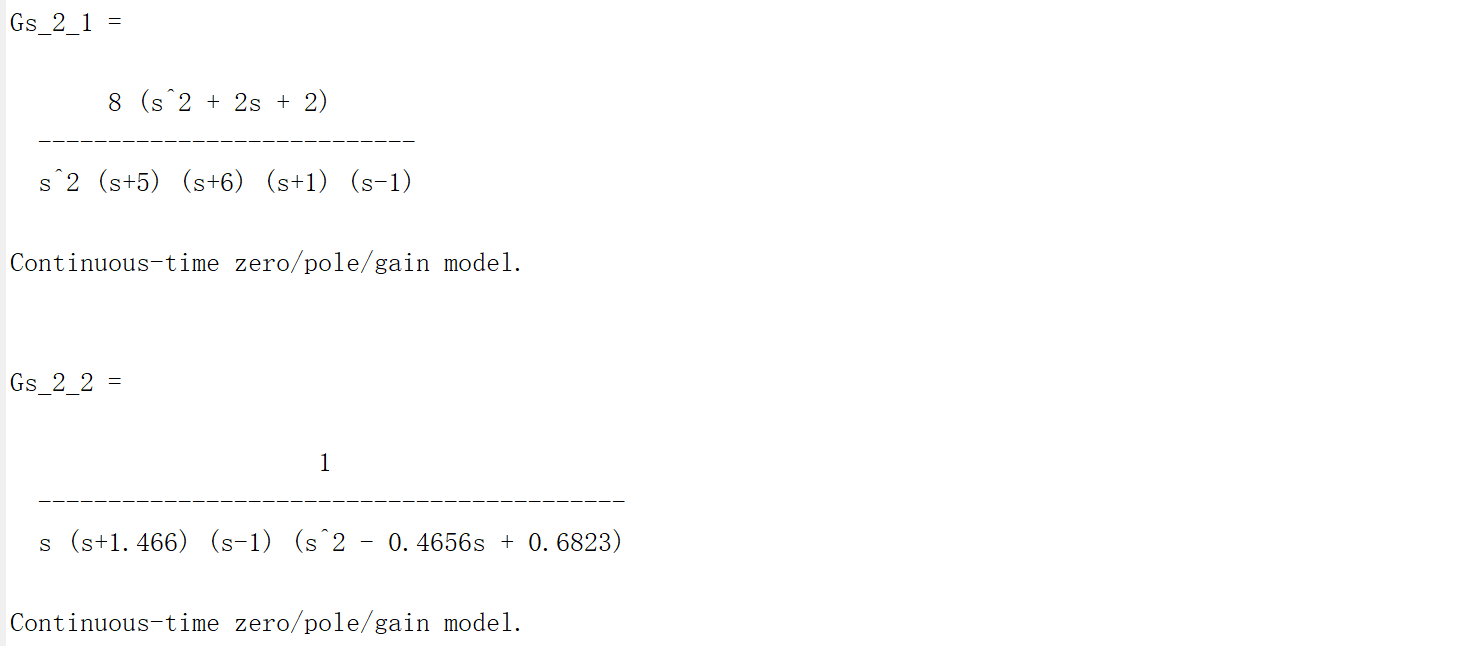 Gs_2_1 =
8 (s^2 + 2s + 2)
---------------------------
s^2 (s+5) (s+6) (s+1) (s-1)
Continuous-time zero/pole/gain model.
Gs_2_2 =
1
------------------------------------------
s (s+1.466) (s-1) (s^2 - 0.4656s + 0.6823)
Continuous-time zero/pole/gain model.